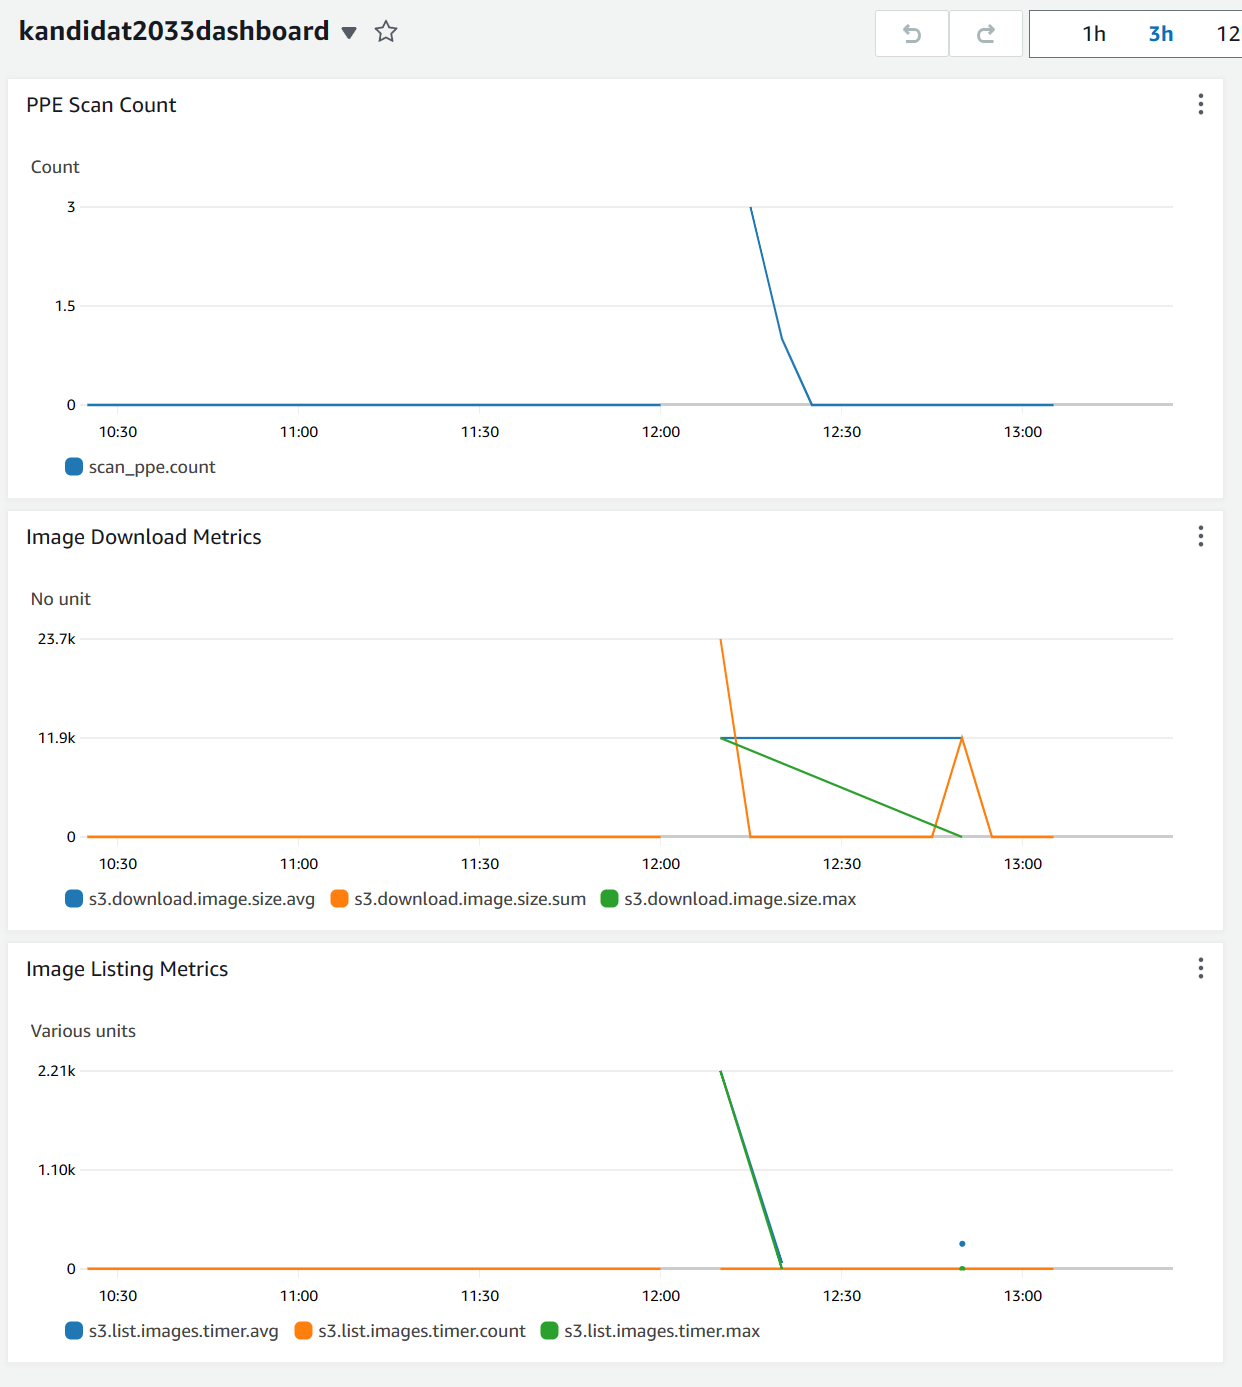 kandidat2033dashboard
1h 3h 12
PPE Scan Count
Count
3
1.5
0
10:30 11:00 11:30 12:00 12:30 13:00
scan_ppe.count
Image Download Metrics
No unit
23.7k
11.9k
0
10:30 11:00 11:30 12:00 12:30 13:00
s3.download.image.size.avg s3.download.image.size.sum s3.download.image.size.max
Image Listing Metrics
Various units
2.21k
1.10k
0
10:30 11:00 11:30 12:00 12:30 13:00
s3.list.images.timer.avg s3.list.images.timer.count s3.list.images.timer.max